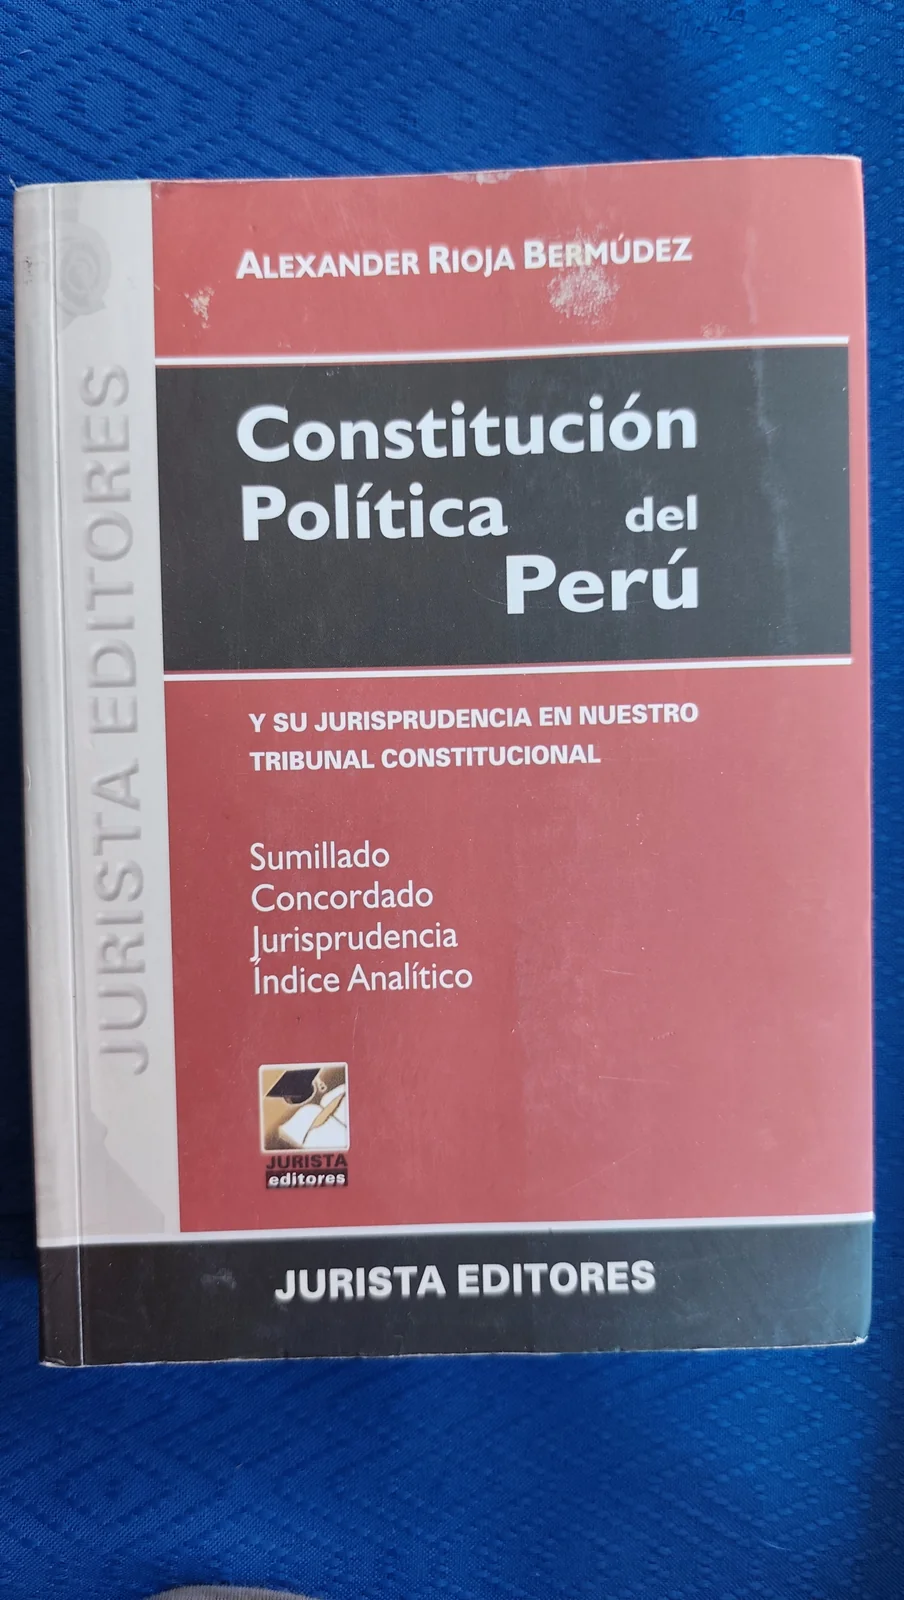 ALEXANDER RIOJA BERMÚDEZ
Constitución
Política del
Perú
Y SU JURISPRUDENCIA EN NUESTRO
TRIBUNAL CONSTITUCIONAL
Sumillado
Concordado
Jurisprudencia
Índice Analítico
JURISTA
editores
JURISTA EDITORES
JURISTA EDITORES